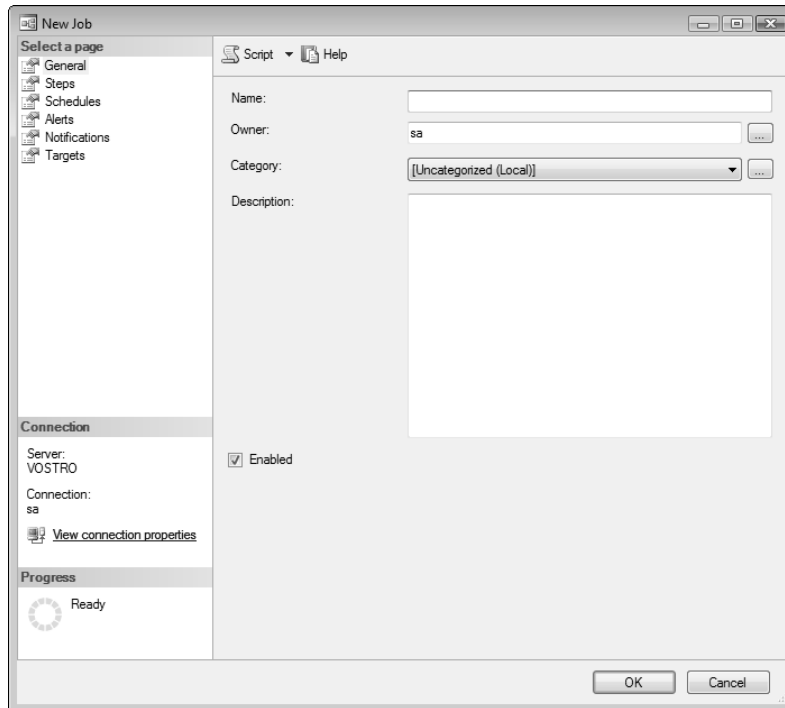 New Job
Select a page
General
Steps
Schedules
Alerts
Notifications
Targets
Script Help
Name:
Owner: sa ...
Category: [Uncategorized (Local)] ...
Description:
Enabled
Connection
Server:
VOSTRO
Connection:
sa
View connection properties
Progress
Ready
OK Cancel